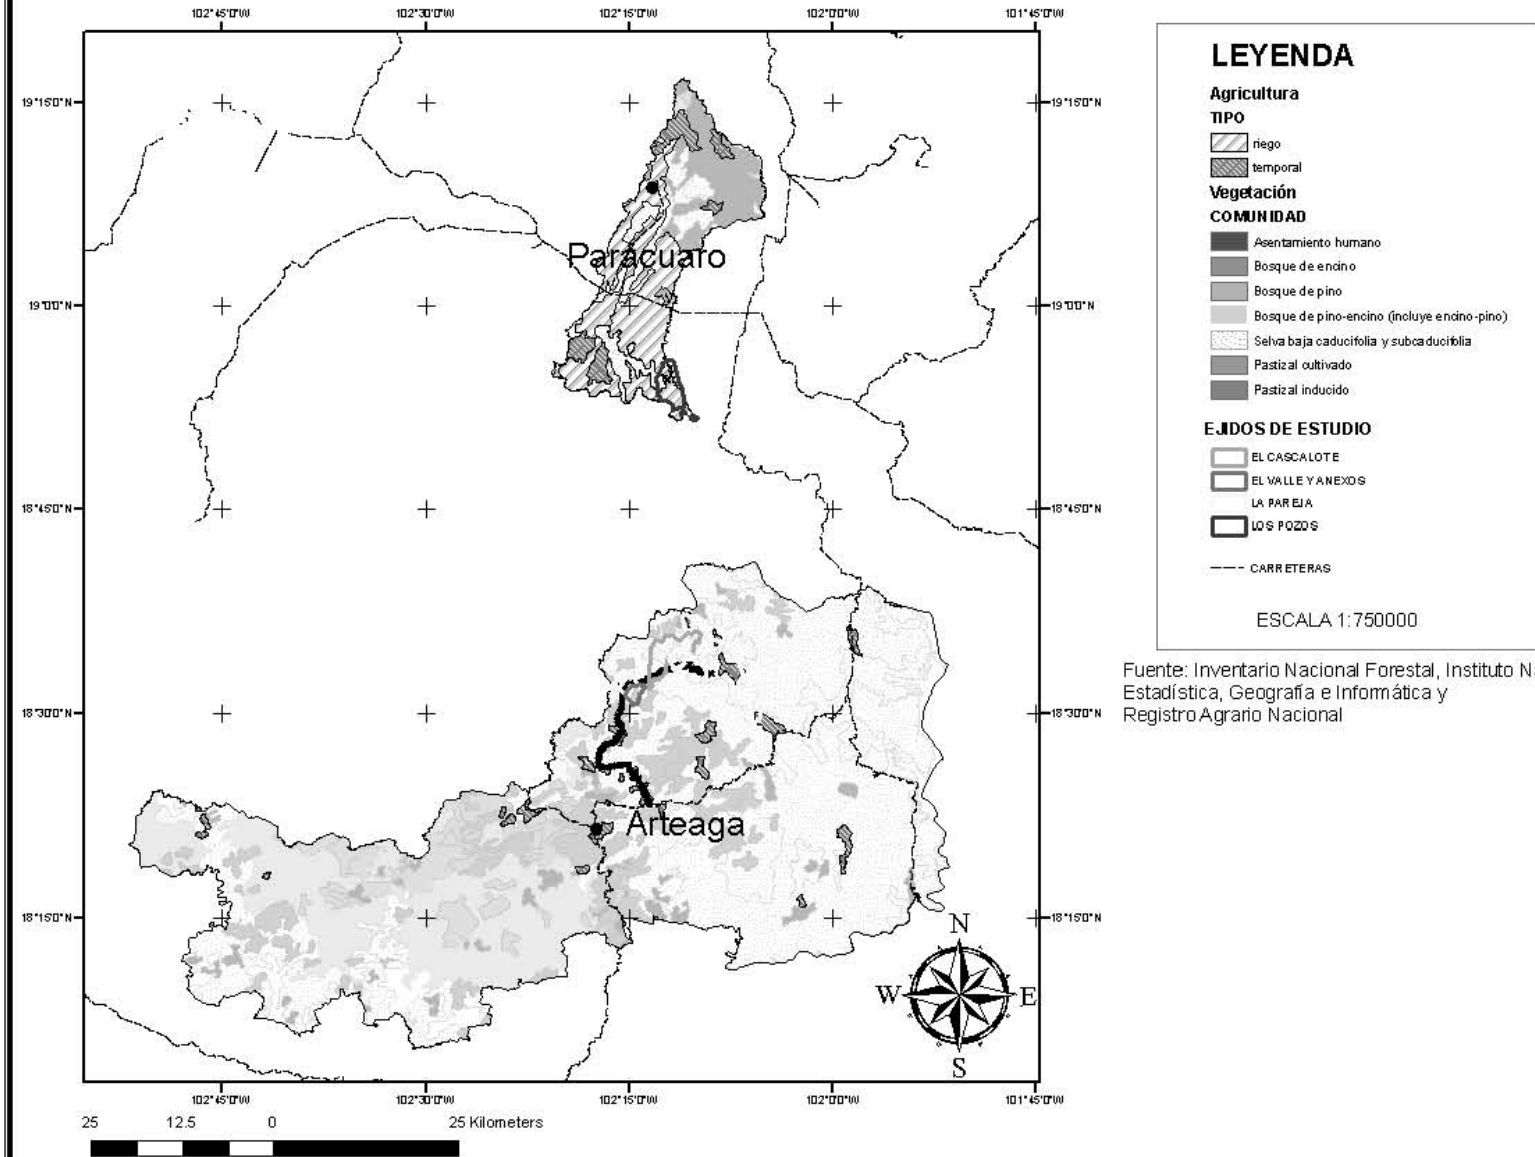 102°45'0"W 102°30'0"W 102°15'0"W 102°0'0"W 101°45'0"W
19°15'0"N 19°15'0"N
Parácuaro
19°0'0"N 19°0'0"N
18°45'0"N 18°45'0"N
18°30'0"N 18°30'0"N
Arteaga
18°15'0"N 18°15'0"N
N
W E
S
102°45'0"W 102°30'0"W 102°15'0"W 102°0'0"W 101°45'0"W
25 12.5 0 25 Kilometers
LEYENDA
Agricultura
TIPO
riego
temporal
Vegetación
COMUNIDAD
Asentamiento humano
Bosque de encino
Bosque de pino
Bosque de pino-encino (incluye encino-pino)
Selva baja caducifolia y subcaducifolia
Pastizal cultivado
Pastizal inducido
EJIDOS DE ESTUDIO
EL CASCALOTE
EL VALLE Y ANEXOS
LA PAREJA
LOS POZOS
CARRETERAS
ESCALA 1:750000
Fuente: Inventario Nacional Forestal, Instituto
Estadística, Geografía e Informática y
Registro Agrario Nacional